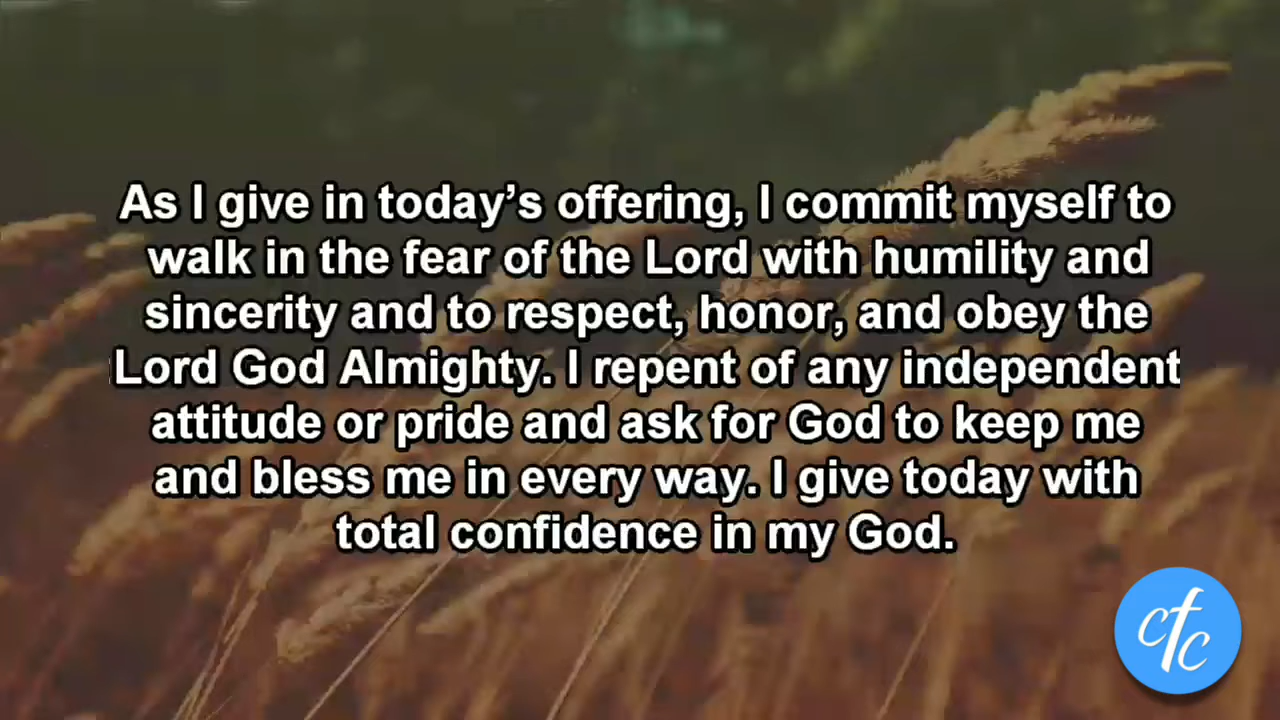 As I give in today’s offering, I commit myself to
walk in the fear of the Lord with humility and
sincerity and to respect, honor, and obey the
Lord God Almighty. I repent of any independent
attitude or pride and ask for God to keep me
and bless me in every way. I give today with
total confidence in my God.
cfc